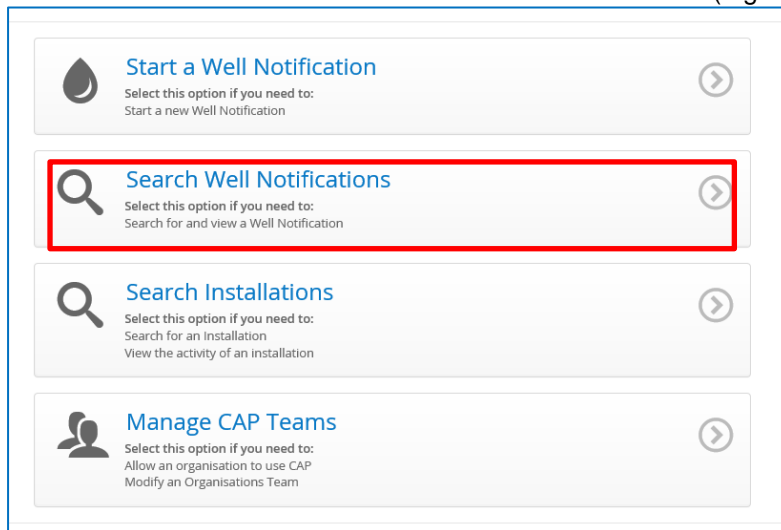 Start a Well Notification
Select this option if you need to:
Start a new Well Notification
Search Well Notifications
Select this option if you need to:
Search for and view a Well Notification
Search Installations
Select this option if you need to:
Search for an Installation
View the activity of an installation
Manage CAP Teams
Select this option if you need to:
Allow an organisation to use CAP
Modify an Organisations Team